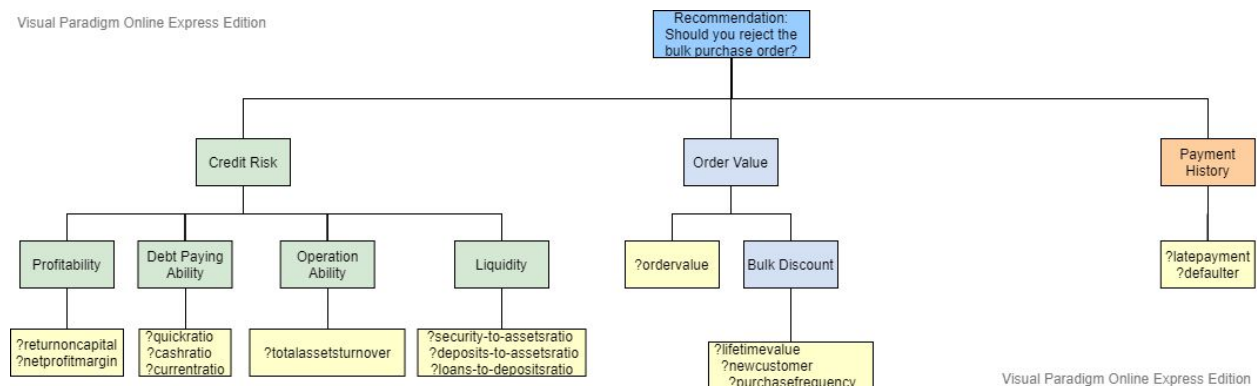 Visual Paradigm Online Express Edition
Recommendation:
Should you reject the
bulk purchase order?
Credit Risk
Order Value
Payment
History
Profitability
Debt Paying
Ability
Operation
Ability
Liquidity
?ordervalue
Bulk Discount
?latepayment
?defaulter
?returnoncapital
?netprofitmargin
?quickratio
?cashratio
?currentratio
?totalassetsturnover
?security-to-assetsratio
?deposits-to-assetsratio
?loans-to-depositsratio
?lifetimevalue
?newcustomer
?purchasefrequency
Visual Paradigm Online Express Edition